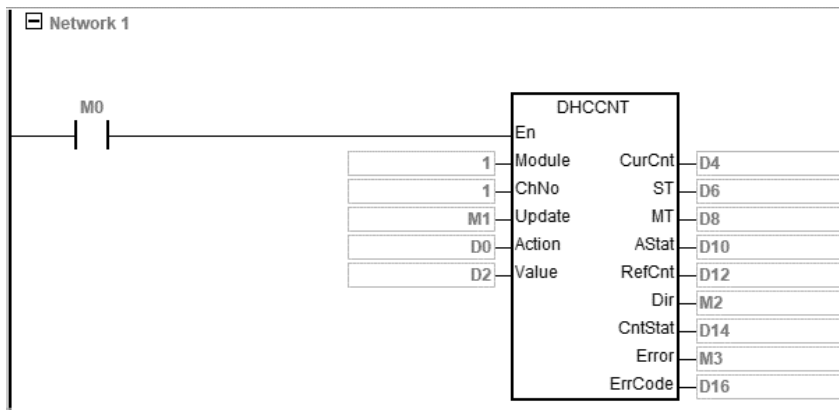 Network 1
M0
DHCCNT
En
1 Module CurCnt D4
1 ChNo ST D6
M1 Update MT D8
D0 Action AStat D10
D2 Value RefCnt D12
Dir M2
CntStat D14
Error M3
ErrCode D16